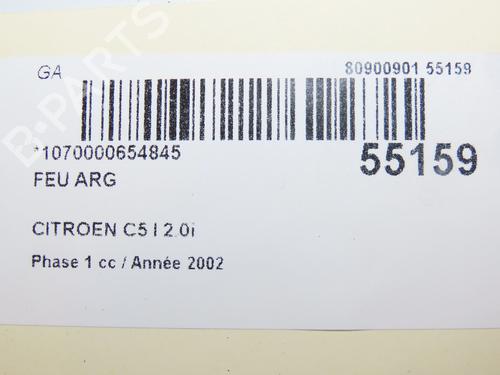 GA 80900901 55159
*1070000654845 55159
FEU ARG
CITROEN C5 I 2.0i
Phase 1 cc / Année 2002
B-PARTS